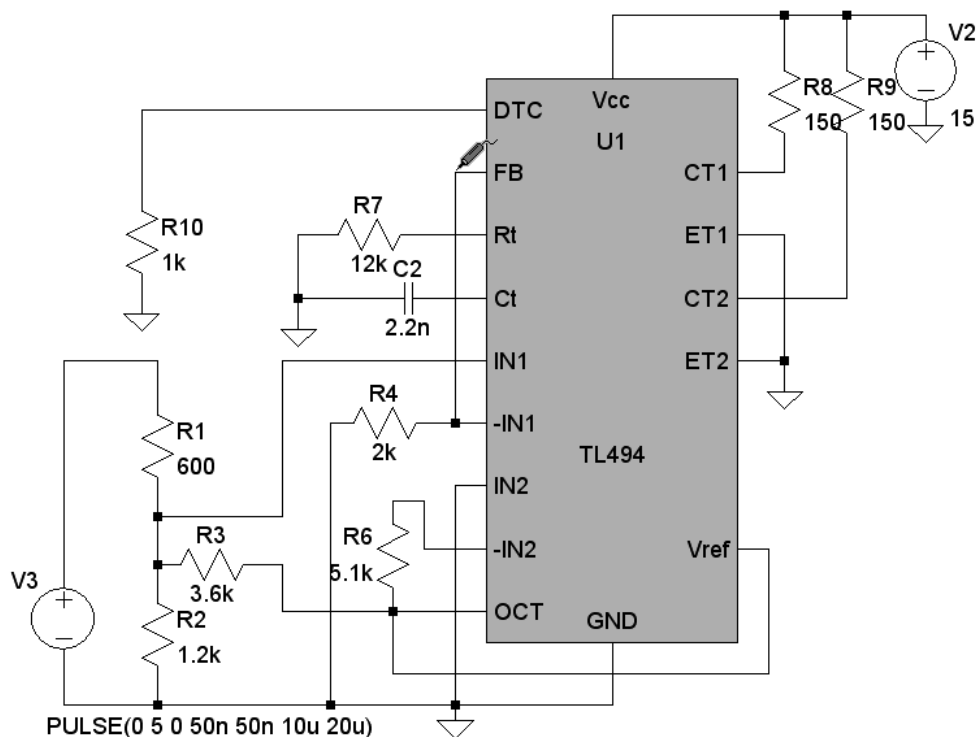 V2
15
R8
150
R9
150
Vcc
U1
DTC
FB
Rt
Ct
IN1
-IN1
IN2
-IN2
OCT
GND
CT1
ET1
CT2
ET2
TL494
Vref
R10
1k
R7
12k
C2
2.2n
R4
2k
R1
600
R3
3.6k
R6
5.1k
R2
1.2k
V3
PULSE(0 5 0 50n 50n 10u 20u)